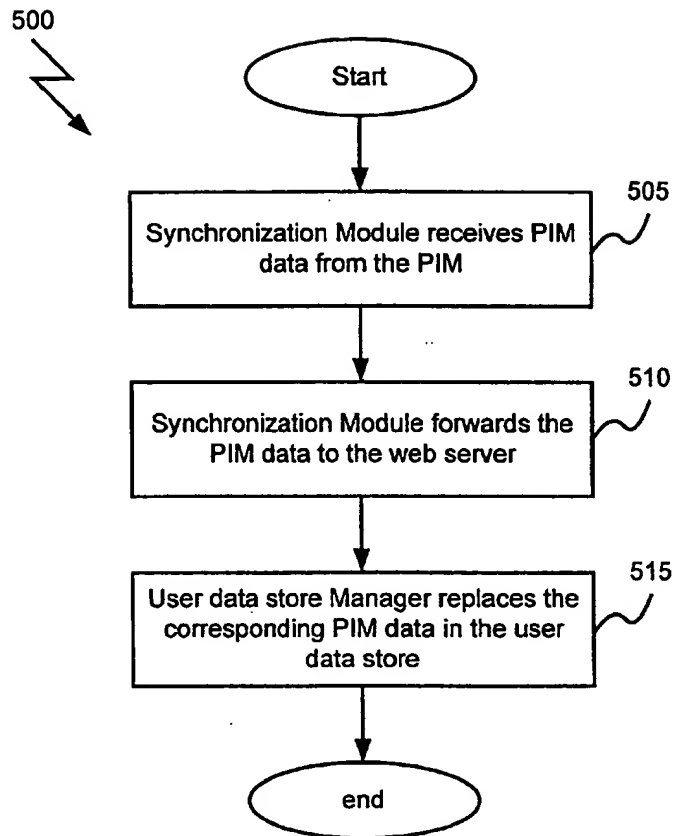 500
Start
505
Synchronization Module receives PIM
data from the PIM
510
Synchronization Module forwards the
PIM data to the web server
515
User data store Manager replaces the
corresponding PIM data in the user
data store
end